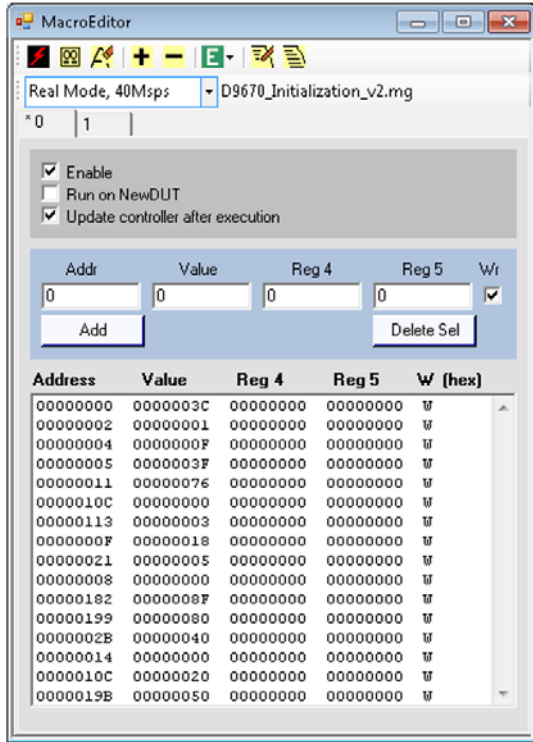 MacroEditor
E
Real Mode, 40Msps D9670_Initialization_v2.mg
*0 1
Enable
Run on NewDUT
Update controller after execution
Addr Value Reg 4 Reg 5 Wr
0 0 0 0
Add Delete Sel
Address Value Reg 4 Reg 5 W (hex)
00000000 0000003C 00000000 00000000 W
00000002 00000001 00000000 00000000 W
00000004 0000000F 00000000 00000000 W
00000005 0000003F 00000000 00000000 W
00000011 00000076 00000000 00000000 W
0000010C 00000000 00000000 00000000 W
00000113 00000003 00000000 00000000 W
0000000F 00000018 00000000 00000000 W
00000021 00000005 00000000 00000000 W
00000008 00000000 00000000 00000000 W
00000182 0000008F 00000000 00000000 W
00000199 00000080 00000000 00000000 W
0000002B 00000040 00000000 00000000 W
00000014 00000000 00000000 00000000 W
0000010C 00000020 00000000 00000000 W
0000019B 00000050 00000000 00000000 W